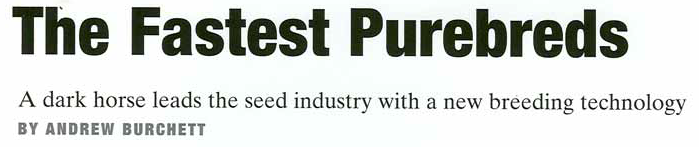 The Fastest Purebreds
A dark horse leads the seed industry with a new breeding technology
BY ANDREW BURCHETT